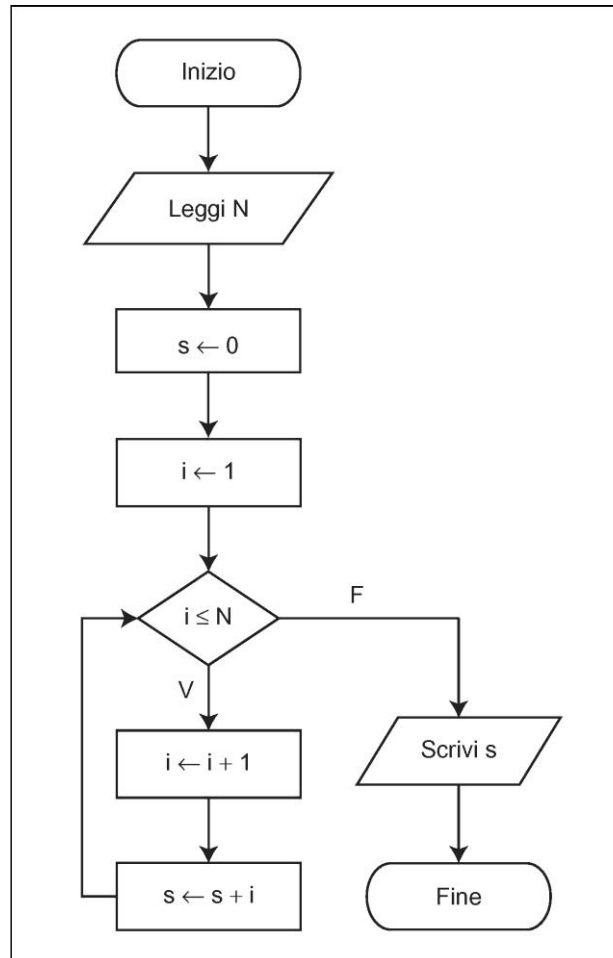 Inizio
Leggi N
s ← 0
i ← 1
i ≤ N
F
V
i ← i + 1
Scrivi s
s ← s + i
Fine